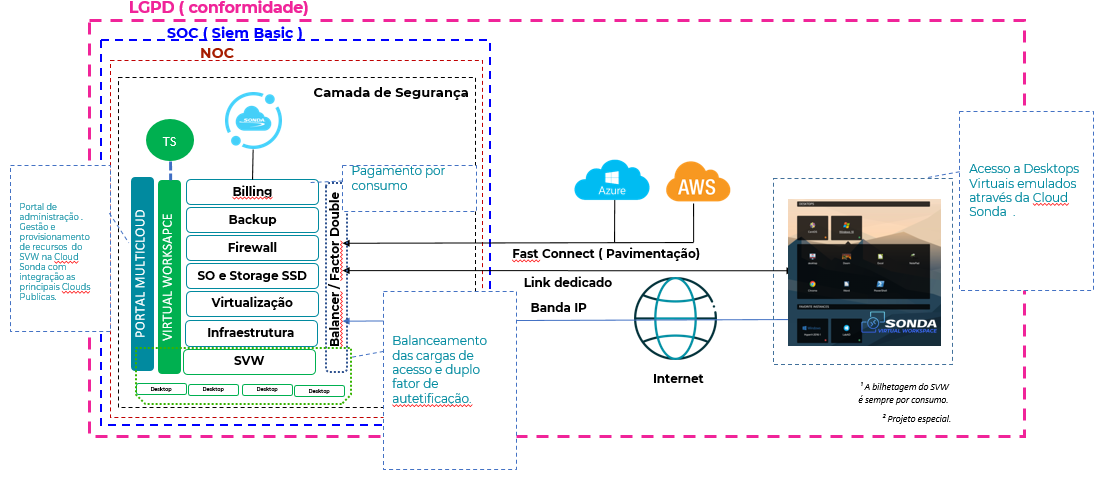 LGPD ( conformidade)
SOC ( Siem Basic )
NOC
Camada de Segurança
SONDA
TS
Portal de
administração .
Gestão e
provisionamento
de recursos do
SVW na Cloud
Sonda com
integração as
principais Clouds
Publicas.
PORTAL MULTICLOUD
VIRTUAL WORKSAPCE
Billing
Backup
Firewall
SO e Storage SSD
Virtualização
Infraestrutura
SVW
Desktop
Desktop
Desktop
Desktop
Balancer / Factor Double
Pagamento por
consumo
Balanceamento
das cargas de
acesso e duplo
fator de
autetificação.
Azure
AWS
Fast Connect ( Pavimentação)
Link dedicado
Banda IP
Internet
Acesso a Desktops
Virtuais emulados
através da Cloud
Sonda .
SONDA
VIRTUAL WORKSPACE
¹ A bilhetagem do SVW
é sempre por consumo.
² Projeto especial.